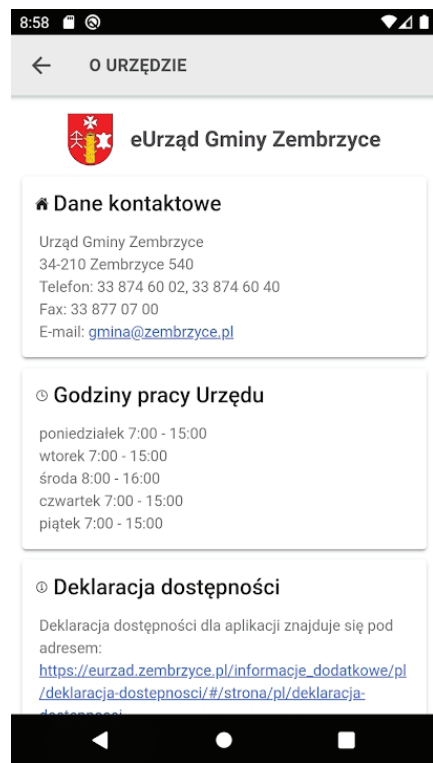 8:58
O URZĘDZIE
eUrząd Gminy Zembrzyce
Dane kontaktowe
Urząd Gminy Zembrzyce
34-210 Zembrzyce 540
Telefon: 33 874 60 02, 33 874 60 40
Fax: 33 877 07 00
E-mail: gmina@zembrzyce.pl
Godziny pracy Urzędu
poniedziałek 7:00 - 15:00
wtorek 7:00 - 15:00
środa 8:00 - 16:00
czwartek 7:00 - 15:00
piątek 7:00 - 15:00
Deklaracja dostępności
Deklaracja dostępności dla aplikacji znajduje się pod
adresem:
https://eurzad.zembrzyce.pl/informacje_dodatkowe/pl
/deklaracja-dostepnosci/#/strona/pl/deklaracja-